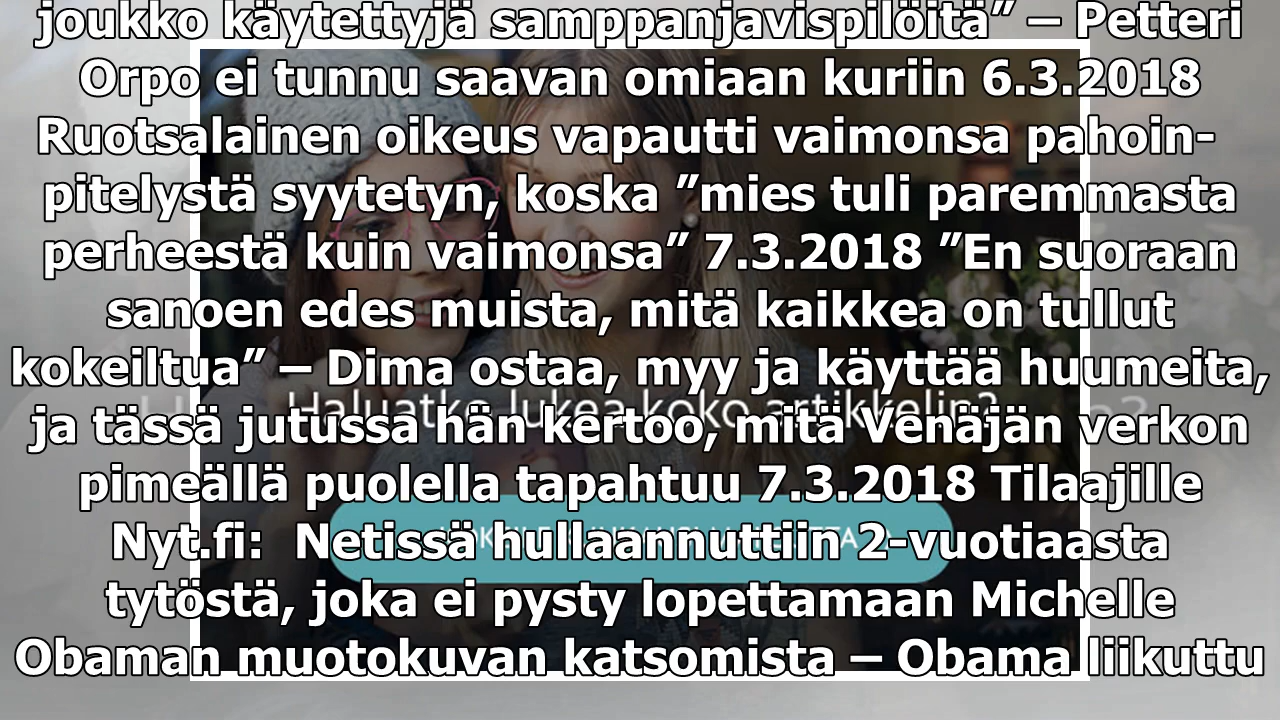 joukko käytettyjä samppanjavispilöitä” – Petteri
Orpo ei tunnu saavan omiaan kuriin 6.3.2018
Ruotsalainen oikeus vapautti vaimonsa pahoin-
pitelystä syytetyn, koska ”mies tuli paremmasta
perheestä kuin vaimonsa” 7.3.2018 ”En suoraan
sanoen edes muista, mitä kaikkea on tullut
kokeiltua” – Dima ostaa, myy ja käyttää huumeita,
Haluatko lukea koko artikkelin?
ja tässä jutussa hän kertoo, mitä Venäjän verkon
pimeällä puolella tapahtuu 7.3.2018 Tilaajille
Nyt.fi: Netissä hullaannuttiin 2-vuotiaasta
tytöstä, joka ei pysty lopettamaan Michelle
Obaman muotokuvan katsomista – Obama liikuttu